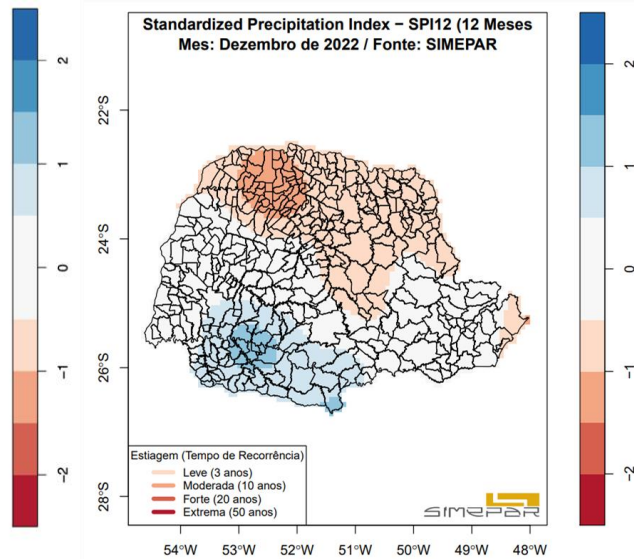 Standardized Precipitation Index − SPI12 (12 Meses
Mes: Dezembro de 2022 / Fonte: SIMEPAR
2
1
0
−1
−2
22°S
24°S
26°S
28°S
2
1
0
−1
−2
Estiagem (Tempo de Recorrência)
Leve (3 anos)
Moderada (10 anos)
Forte (20 anos)
Extrema (50 anos)
SIMEPAR
54°W 53°W 52°W 51°W 50°W 49°W 48°W